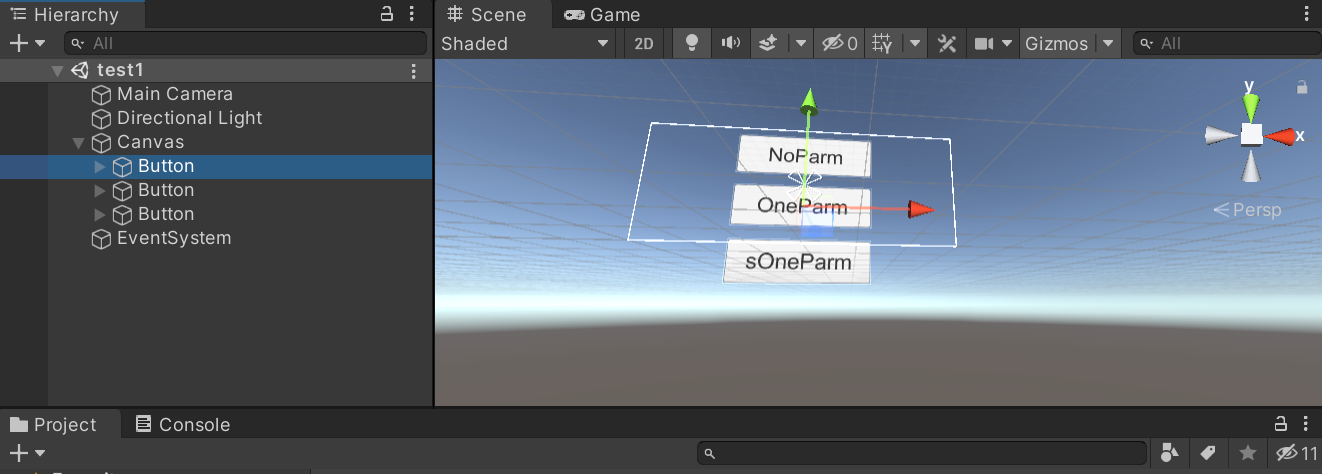 Hierarchy
Scene
Game
All
Shaded
2D
0
Gizmos
All
test1
Main Camera
Directional Light
Canvas
Button
Button
Button
EventSystem
y
x
Persp
NoParm
OneParm
sOneParm
Project
Console
11